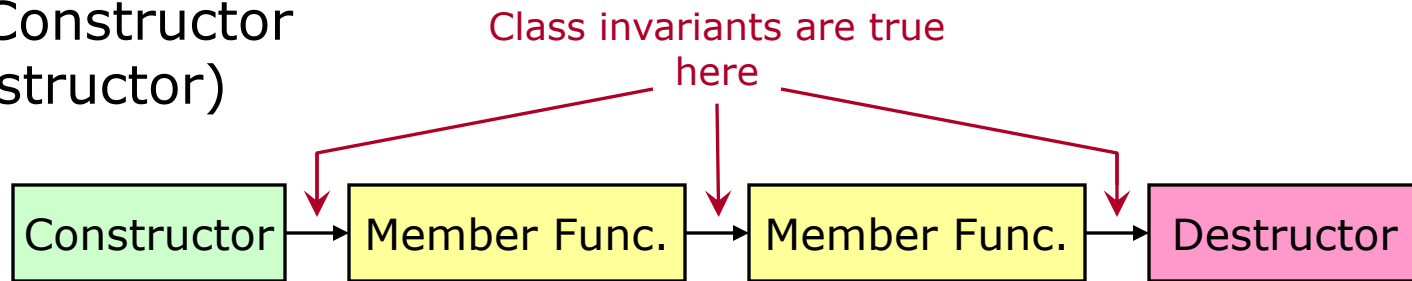 Constructor
structor)
Class invariants are true
here
Constructor
Member Func.
Member Func.
Destructor